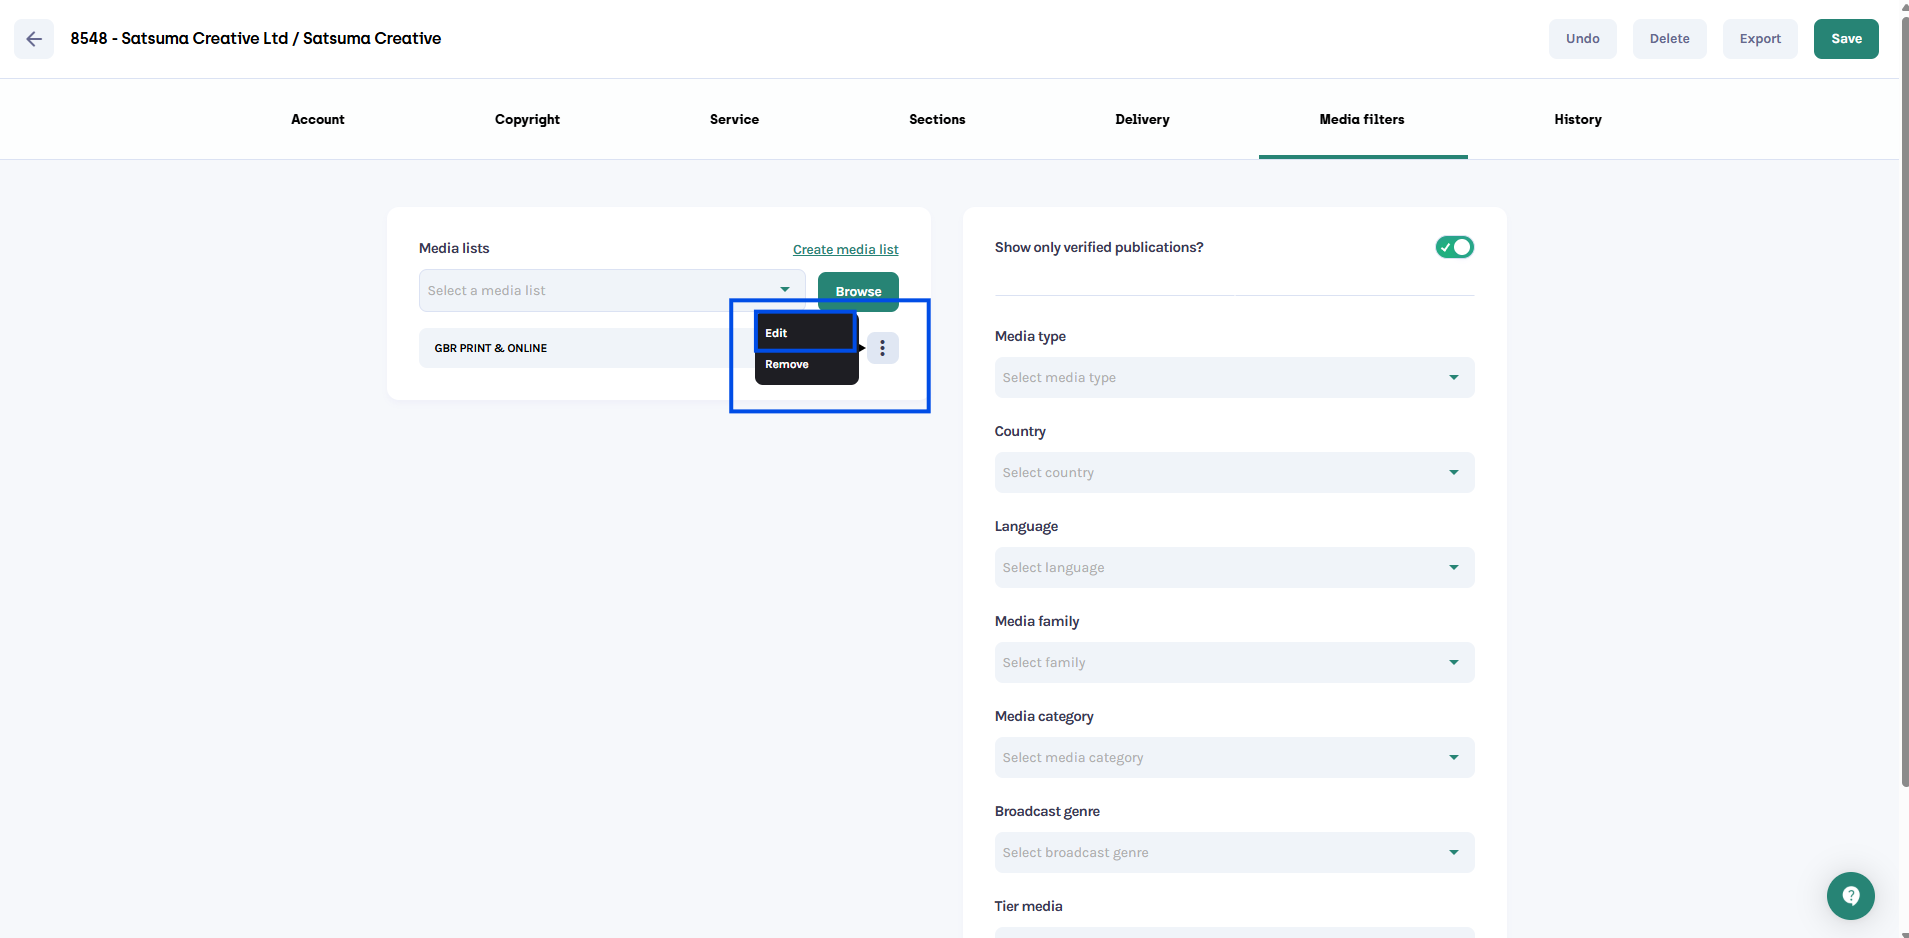 8548 - Satsuma Creative Ltd / Satsuma Creative
Undo
Delete
Export
Save
Account
Copyright
Service
Sections
Delivery
Media filters
History
Media lists
Create media list
Select a media list
Browse
GBR PRINT & ONLINE
Edit
Remove
Show only verified publications?
Media type
Select media type
Country
Select country
Language
Select language
Media family
Select family
Media category
Select media category
Broadcast genre
Select broadcast genre
Tier media
?